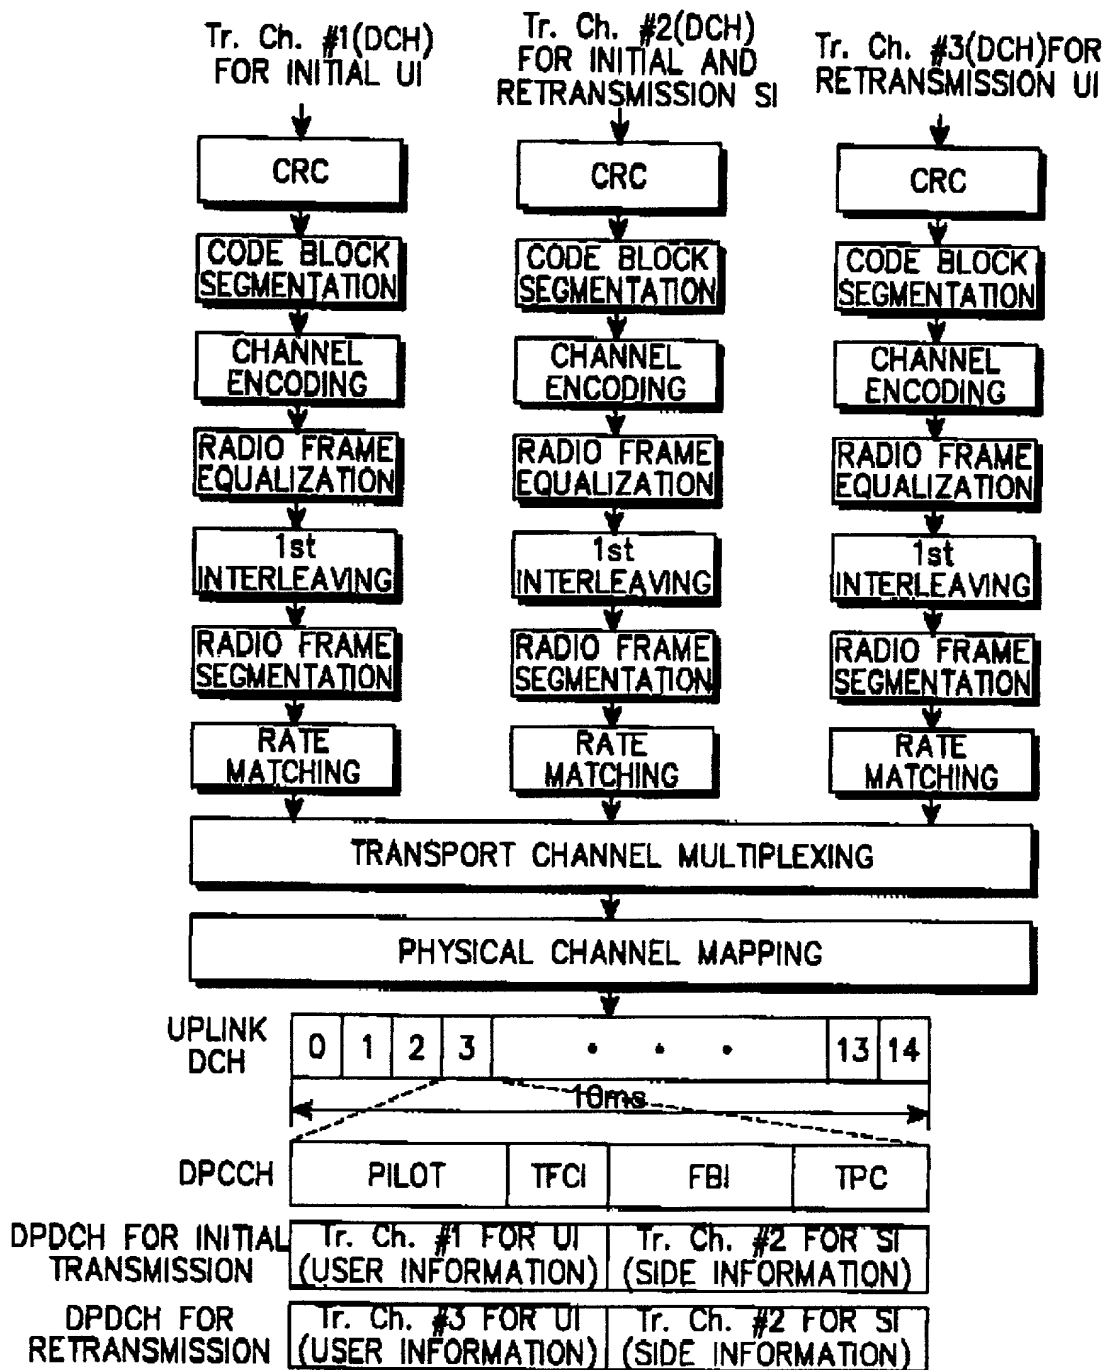 Tr. Ch. #1(DCH)
FOR INITIAL UI
Tr. Ch. #2(DCH)
FOR INITIAL AND
RETRANSMISSION SI
Tr. Ch. #3(DCH)FOR
RETRANSMISSION UI
CRC
CRC
CRC
CODE BLOCK
SEGMENTATION
CODE BLOCK
SEGMENTATION
CODE BLOCK
SEGMENTATION
CHANNEL
ENCODING
CHANNEL
ENCODING
CHANNEL
ENCODING
RADIO FRAME
EQUALIZATION
RADIO FRAME
EQUALIZATION
RADIO FRAME
EQUALIZATION
1st
INTERLEAVING
1st
INTERLEAVING
1st
INTERLEAVING
RADIO FRAME
SEGMENTATION
RADIO FRAME
SEGMENTATION
RADIO FRAME
SEGMENTATION
RATE
MATCHING
RATE
MATCHING
RATE
MATCHING
TRANSPORT CHANNEL MULTIPLEXING
PHYSICAL CHANNEL MAPPING
UPLINK
DCH
0 1 2 3 . . . 13 14
10ms
DPCCH
PILOT TFCI FBI TPC
DPDCH FOR INITIAL
TRANSMISSION
Tr. Ch. #1 FOR UI
(USER INFORMATION)
Tr. Ch. #2 FOR SI
(SIDE INFORMATION)
DPDCH FOR
RETRANSMISSION
Tr. Ch. #3 FOR UI
(USER INFORMATION)
Tr. Ch. #2 FOR SI
(SIDE INFORMATION)